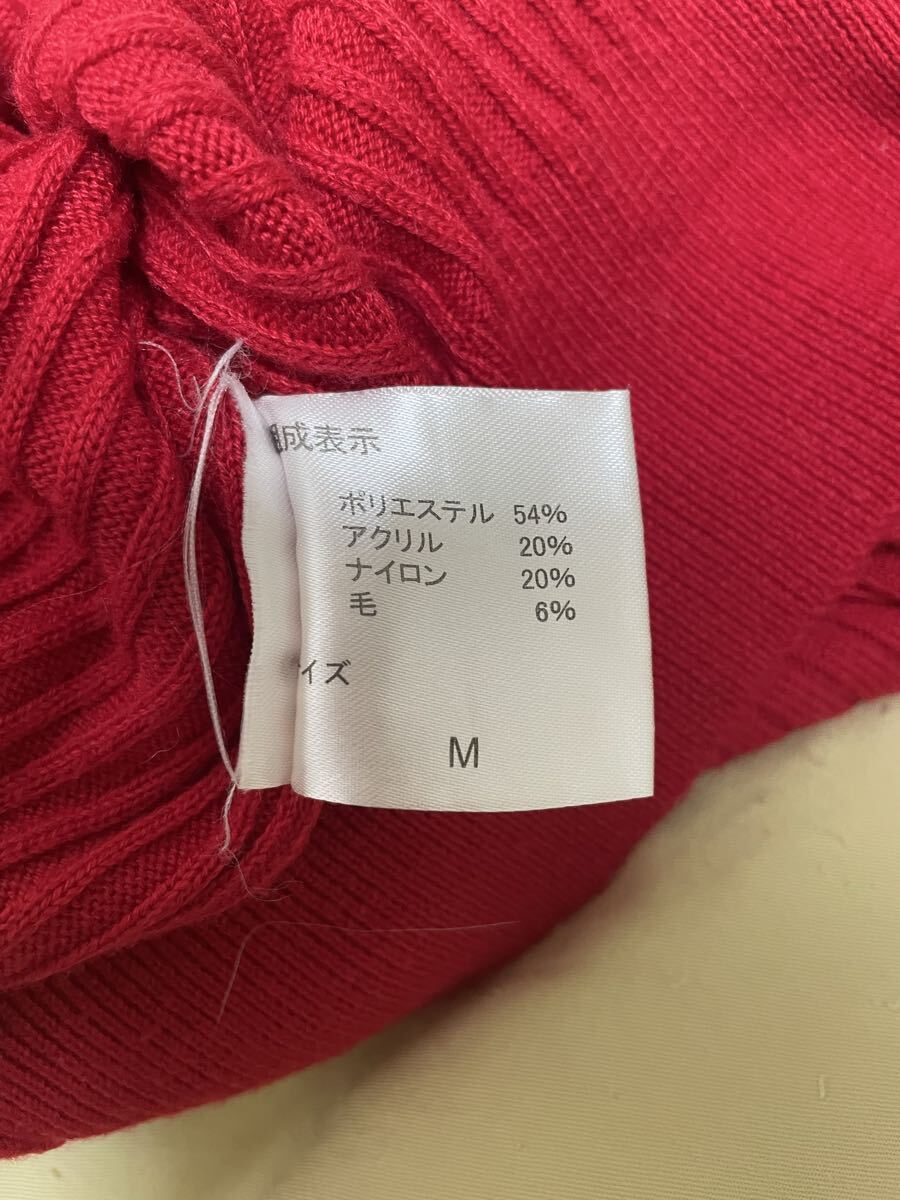 組成表示
ポリエステル 54%
アクリル 20%
ナイロン 20%
毛 6%
イズ
M